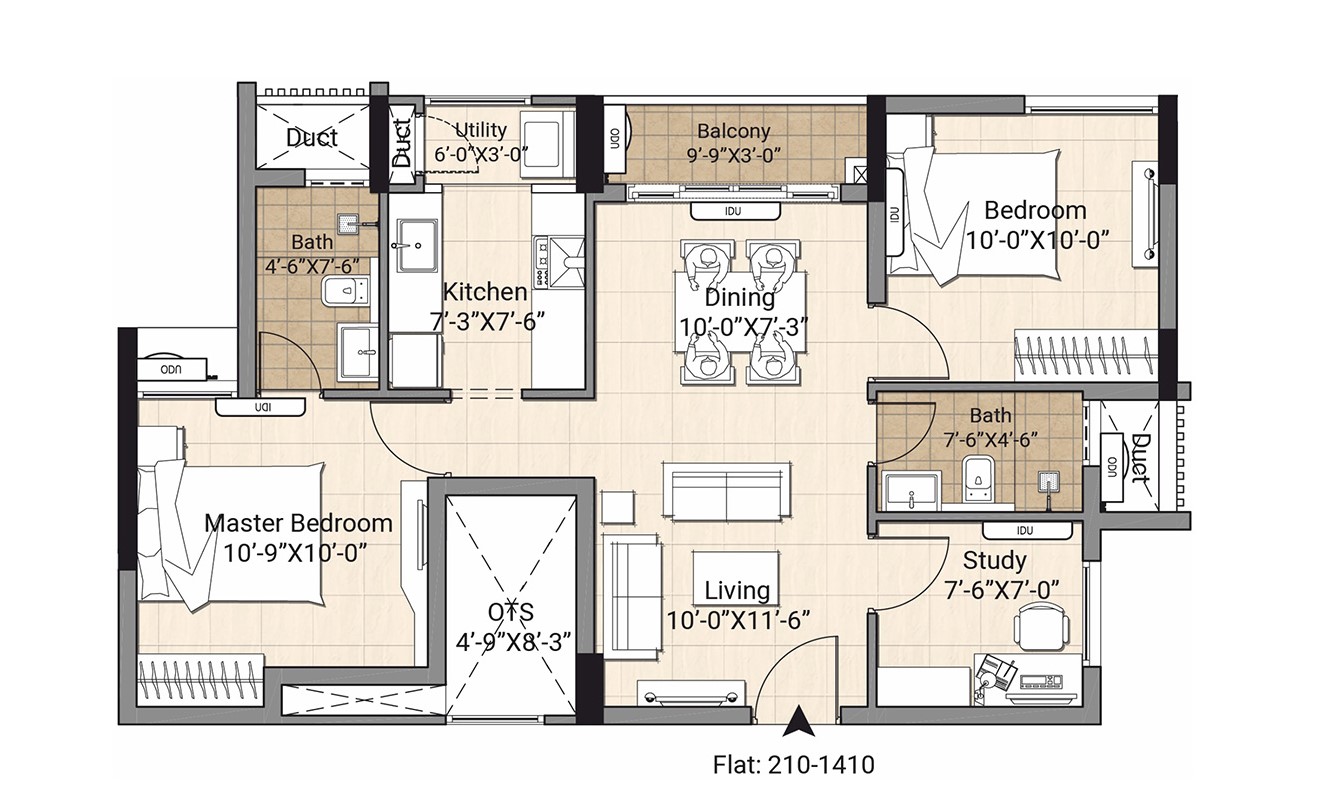 Duct
Duct
Utility
6’-0”X3’-0”
ODU
Balcony
9’-9”X3’-0”
IDU
IDU
Bedroom
10’-0”X10’-0”
Bath
4’-6”X7’-6”
Kitchen
7’-3”X7’-6”
Dining
10’-0”X7’-3”
ODU
IDU
Bath
7’-6”X4’-6”
ODU
Duct
Master Bedroom
10’-9”X10’-0”
OTS
4’-9”X8’-3”
Living
10’-0”X11’-6”
IDU
Study
7’-6”X7’-0”
Flat: 210-1410